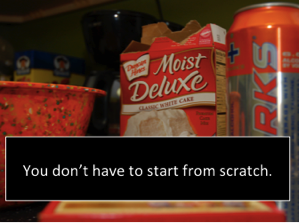 Duncan
Hines
Moist
Deluxe
CLASSIC WHITE CAKE
RKS
You don't have to start from scratch.